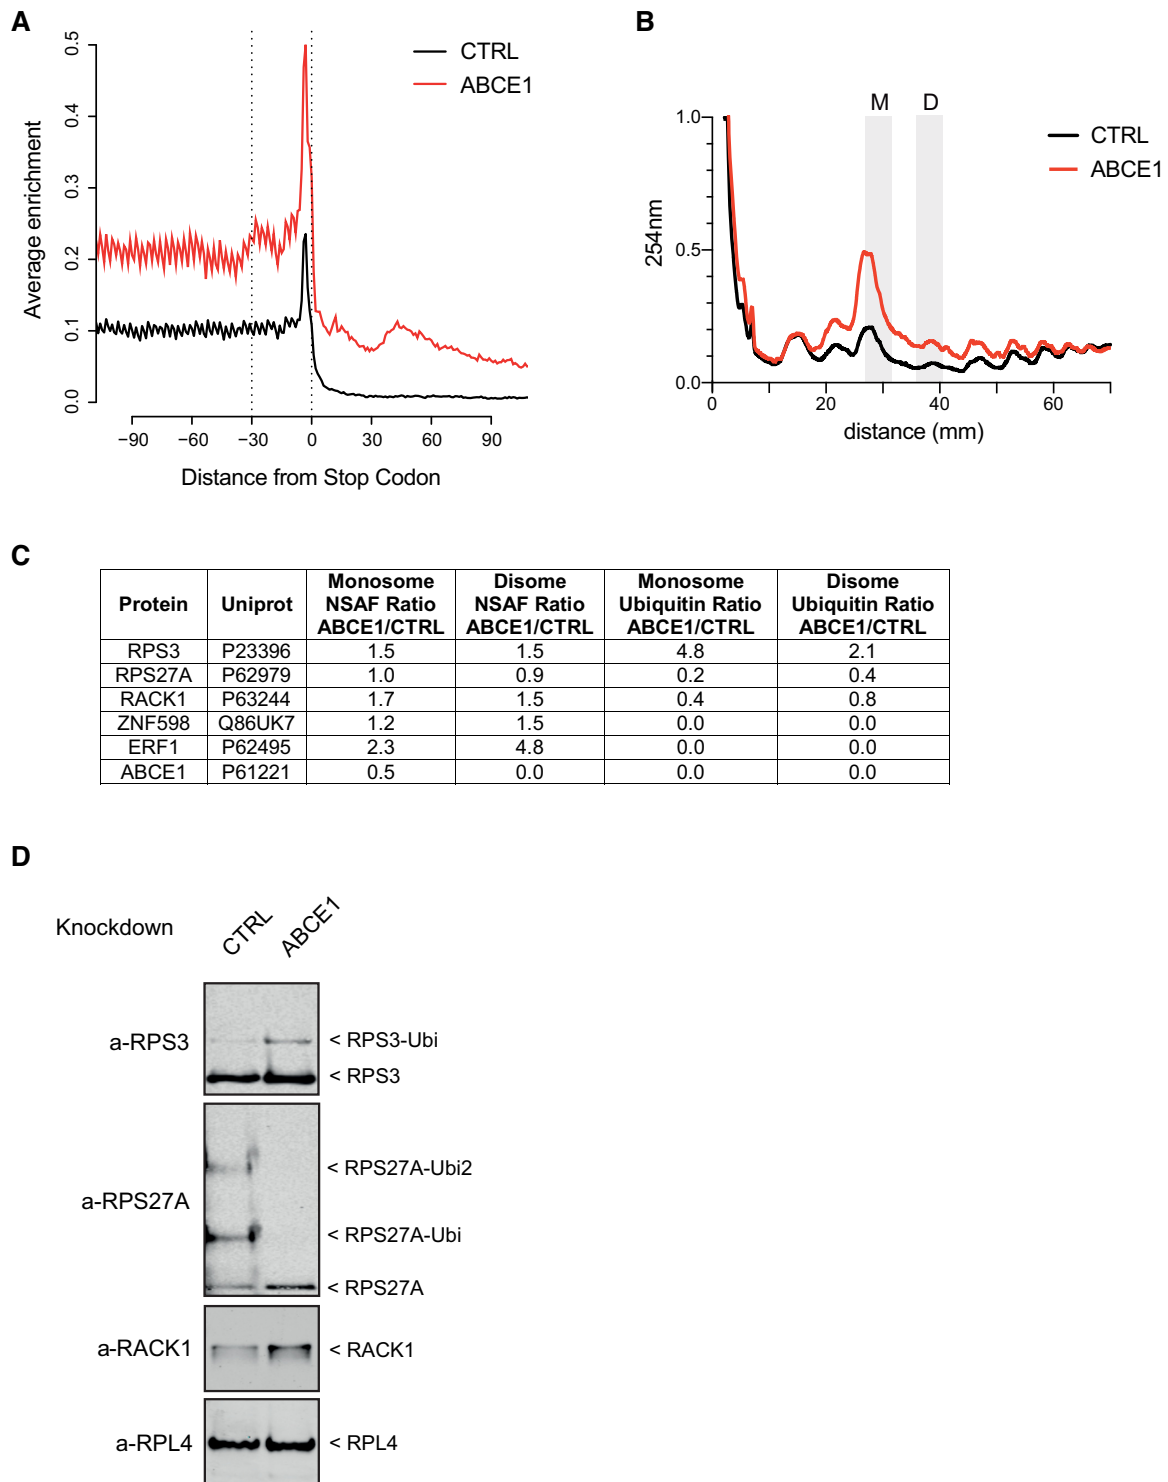 A
0.5
0.4
0.3
0.2
0.1
0.0
Average enrichment
CTRL
ABCE1
−90
−60
−30
0
30
60
90
Distance from Stop Codon
B
M
D
1.0
0.5
0.0
254nm
CTRL
ABCE1
0
20
40
60
distance (mm)
C
Protein Uniprot Monosome NSAF Ratio ABCE1/CTRL Disome NSAF Ratio ABCE1/CTRL Monosome Ubiquitin Ratio ABCE1/CTRL Disome Ubiquitin Ratio ABCE1/CTRL
RPS3 P23396 1.5 1.5 4.8 2.1
RPS27A P62979 1.0 0.9 0.2 0.4
RACK1 P63244 1.7 1.5 0.4 0.8
ZNF598 Q86UK7 1.2 1.5 0.0 0.0
ERF1 P62495 2.3 4.8 0.0 0.0
ABCE1 P61221 0.5 0.0 0.0 0.0
D
Knockdown
CTRL
ABCE1
a-RPS3
< RPS3-Ubi
< RPS3
a-RPS27A
< RPS27A-Ubi2
< RPS27A-Ubi
< RPS27A
a-RACK1
< RACK1
a-RPL4
< RPL4